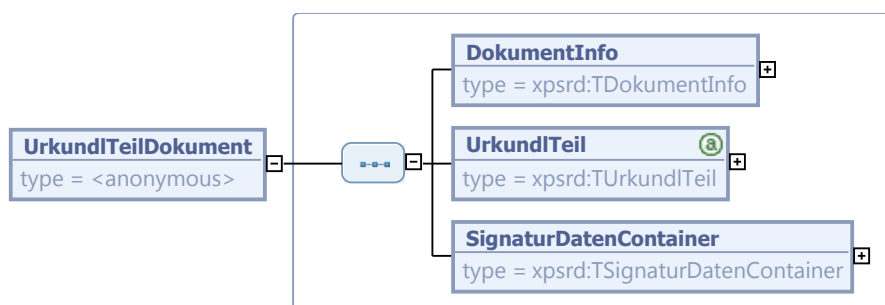 DokumentInfo
type = xpsrd:TDokumentInfo
UrkundlTeil
type = xpsrd:TUrkundlTeil
UrkundlTeilDokument
type = <anonymous>
SignaturDatenContainer
type = xpsrd:TSignaturDatenContainer